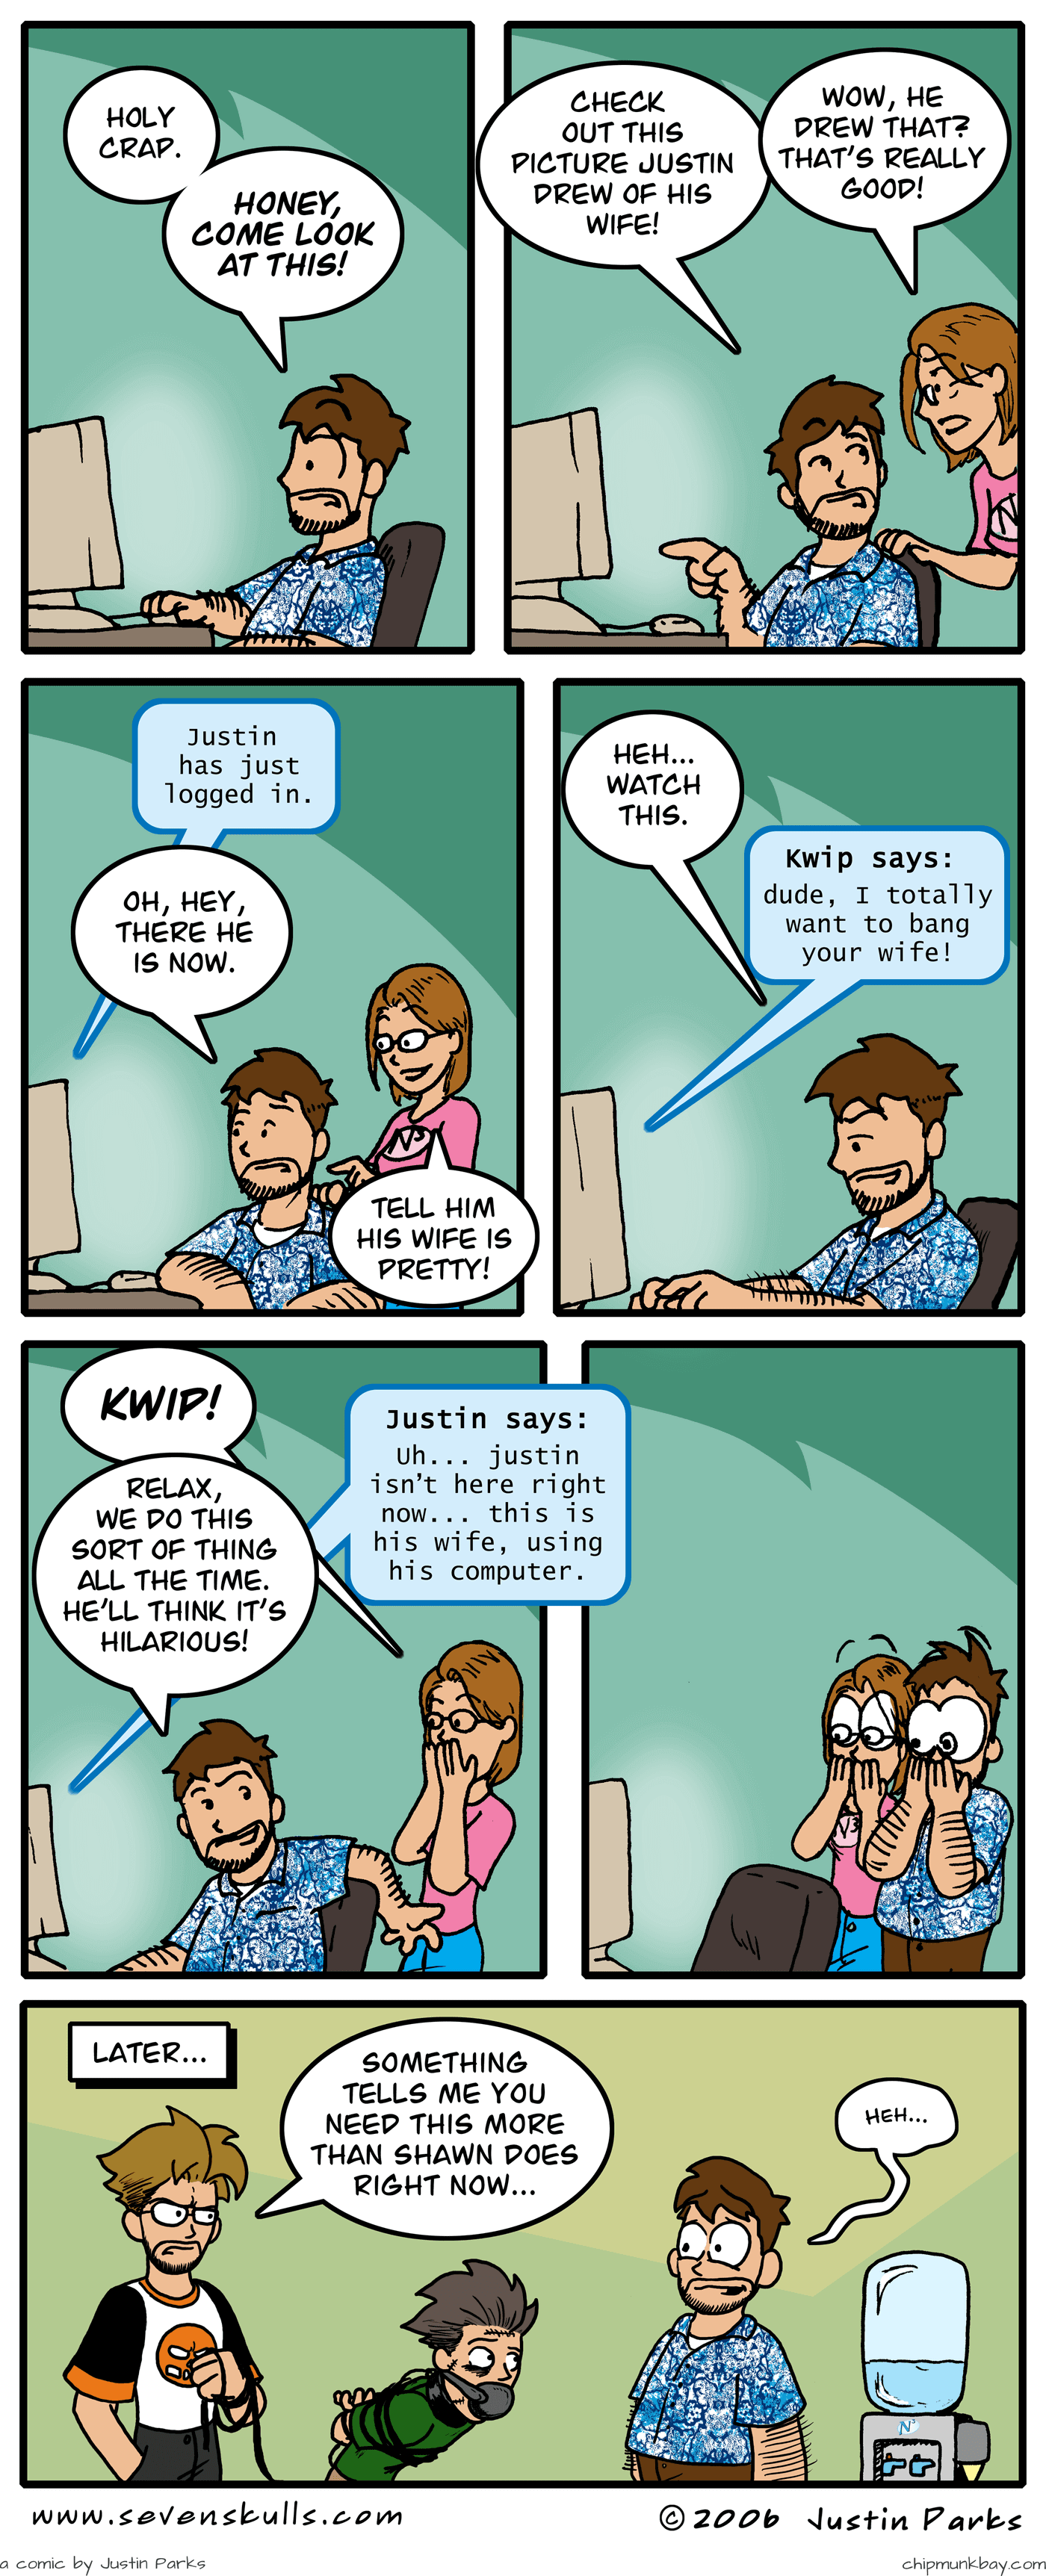 HOLY
CRAP.
HONEY,
COME LOOK
AT THIS!
CHECK
OUT THIS
PICTURE JUSTIN
DREW OF HIS
WIFE!
WOW, HE
DREW THAT?
THAT'S REALLY
GOOD!
Justin
has just
logged in.
OH, HEY,
THERE HE
IS NOW.
TELL HIM
HIS WIFE IS
PRETTY!
HEH...
WATCH
THIS.
Kwip says:
dude, I totally
want to bang
your wife!
KWIP!
RELAX,
WE DO THIS
SORT OF THING
ALL THE TIME.
HE'LL THINK IT'S
HILARIOUS!
Justin says:
Uh... justin
isn't here right
now... this is
his wife, using
his computer.
LATER...
SOMETHING
TELLS ME YOU
NEED THIS MORE
THAN SHAWN DOES
RIGHT NOW...
HEH...
N³
www.sevenskulls.com
© 2006 Justin Parks
a comic by Justin Parks
chipmunkbay.com